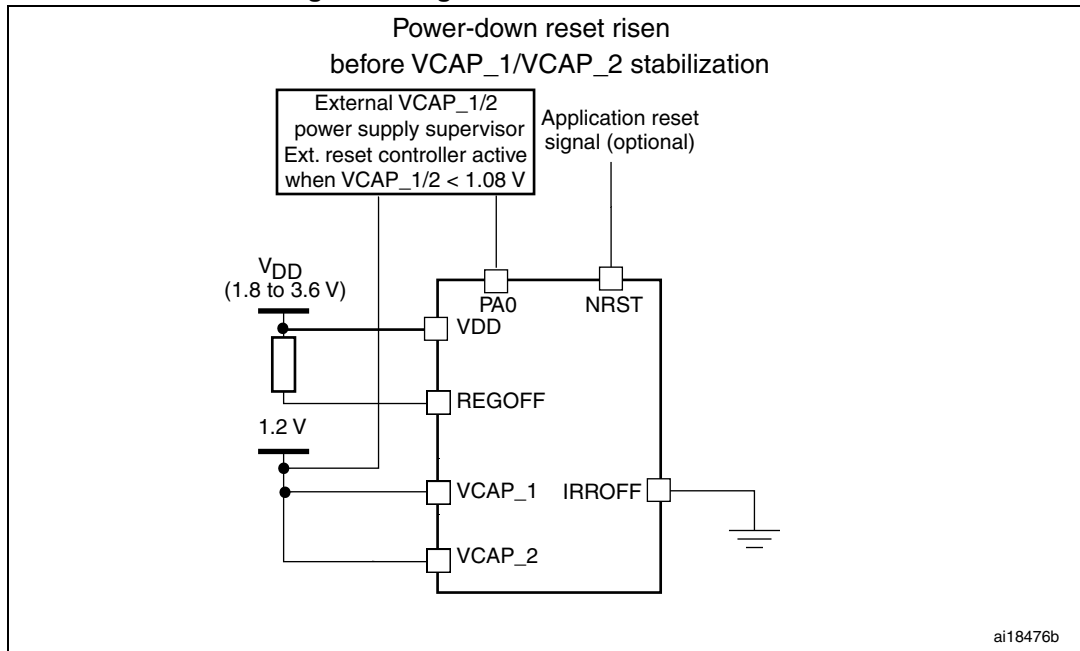 Power-down reset risen
before VCAP_1/VCAP_2 stabilization
External VCAP_1/2
power supply supervisor
Ext. reset controller active
when VCAP_1/2 < 1.08 V
Application reset
signal (optional)
VDD
(1.8 to 3.6 V)
PA0
NRST
VDD
REGOFF
1.2 V
VCAP_1
IRROFF
VCAP_2
ai18476b